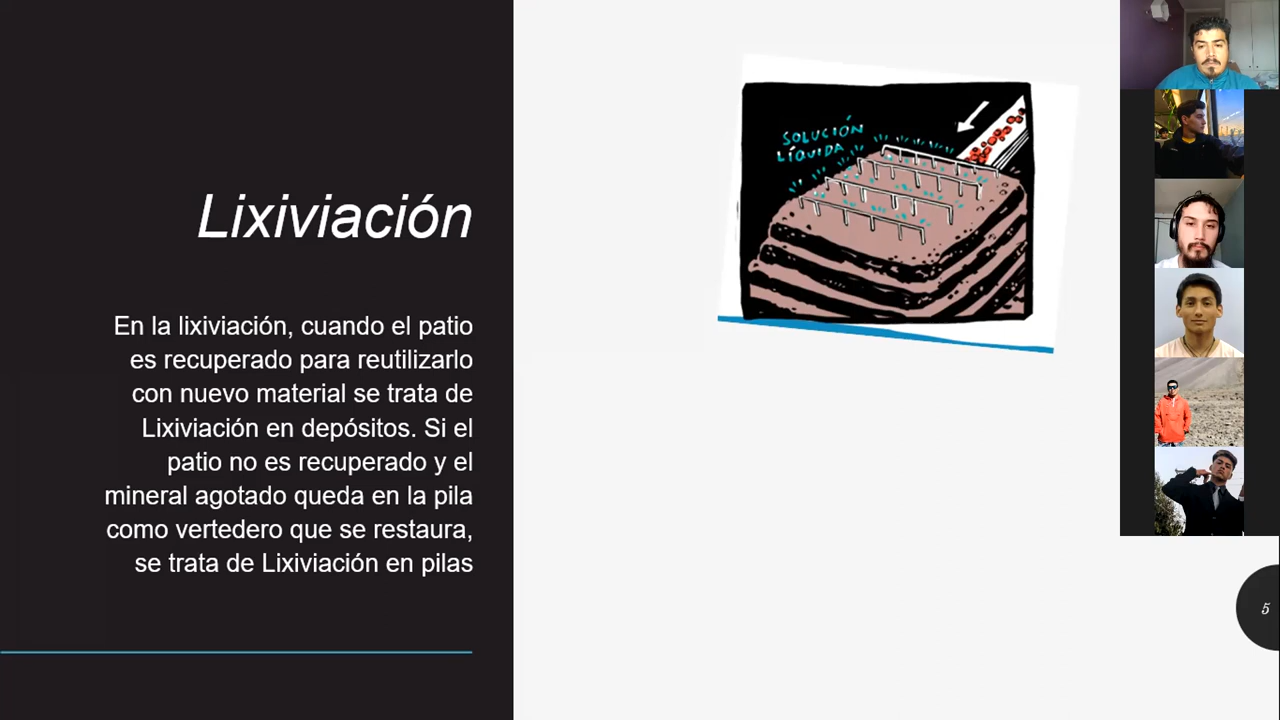 Lixiviación
En la lixiviación, cuando el patio
es recuperado para reutilizarlo
con nuevo material se trata de
Lixiviación en depósitos. Si el
patio no es recuperado y el
mineral agotado queda en la pila
como vertedero que se restaura,
se trata de Lixiviación en pilas
SOLUCIÓN
LÍQUIDA
5